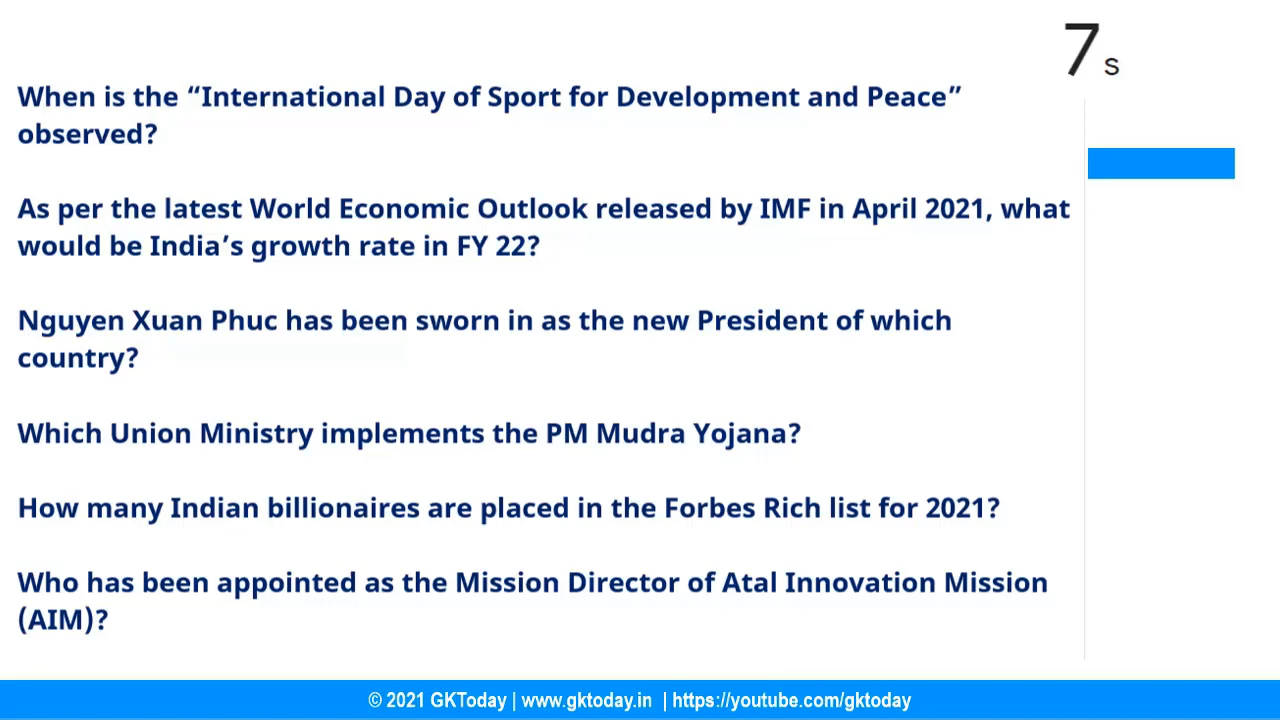 7 s
When is the “International Day of Sport for Development and Peace”
observed?
As per the latest World Economic Outlook released by IMF in April 2021, what
would be India’s growth rate in FY 22?
Nguyen Xuan Phuc has been sworn in as the new President of which
country?
Which Union Ministry implements the PM Mudra Yojana?
How many Indian billionaires are placed in the Forbes Rich list for 2021?
Who has been appointed as the Mission Director of Atal Innovation Mission
(AIM)?
© 2021 GKToday | www.gktoday.in | https://youtube.com/gktoday